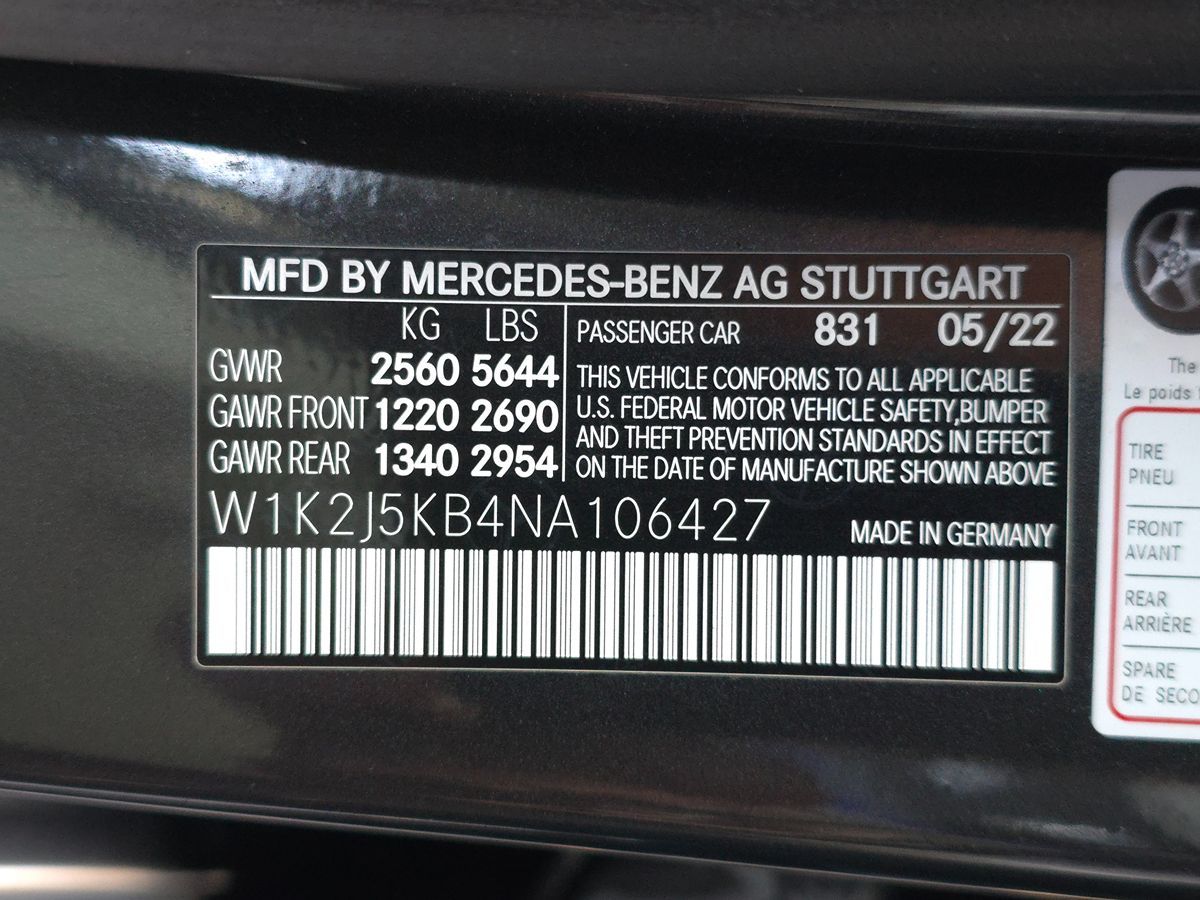 MFD BY MERCEDES-BENZ AG STUTTGART
KG LBS
GVWR 2560 5644
GAWR FRONT 1220 2690
GAWR REAR 1340 2954
PASSENGER CAR 831 05/22
THIS VEHICLE CONFORMS TO ALL APPLICABLE
U.S. FEDERAL MOTOR VEHICLE SAFETY,BUMPER
AND THEFT PREVENTION STANDARDS IN EFFECT
ON THE DATE OF MANUFACTURE SHOWN ABOVE
W1K2J5KB4NA106427
MADE IN GERMANY
The
Le poids
TIRE
PNEU
FRONT
AVANT
REAR
ARRIÈRE
SPARE
DE